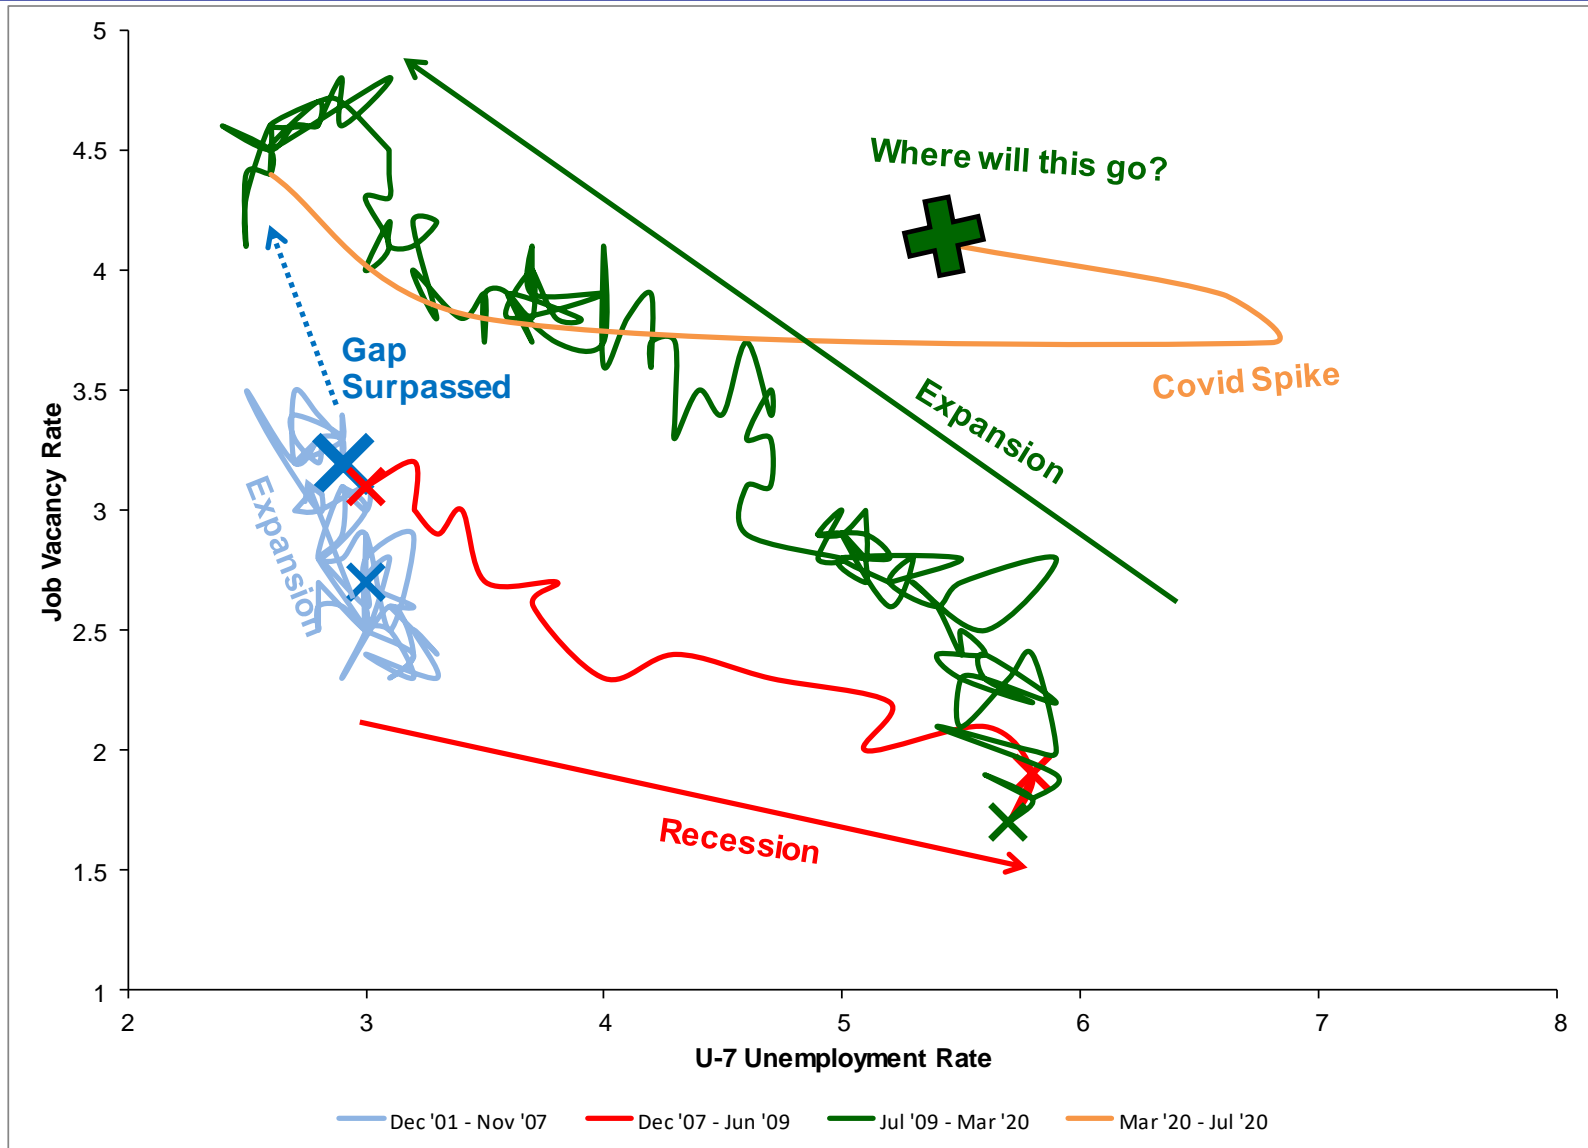 5
4.5
4
3.5
3
2.5
2
1.5
1
Job Vacancy Rate
Where will this go?
Gap
Surpassed
Covid Spike
Expansion
Expansion
Recession
2
3
4
5
6
7
8
U-7 Unemployment Rate
Dec '01 - Nov '07
Dec '07 - Jun '09
Jul '09 - Mar '20
Mar '20 - Jul '20